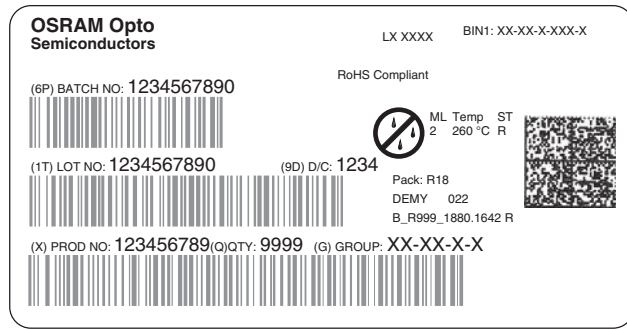 OSRAM Opto
Semiconductors
LX XXXX
BIN1: XX-XX-X-XXX-X
RoHS Compliant
(6P) BATCH NO: 1234567890
ML Temp ST
2 260 °C R
(1T) LOT NO: 1234567890
(9D) D/C: 1234
Pack: R18
DEMY 022
B_R999_1880.1642 R
(X) PROD NO: 123456789(Q)QTY: 9999 (G) GROUP: XX-XX-X-X